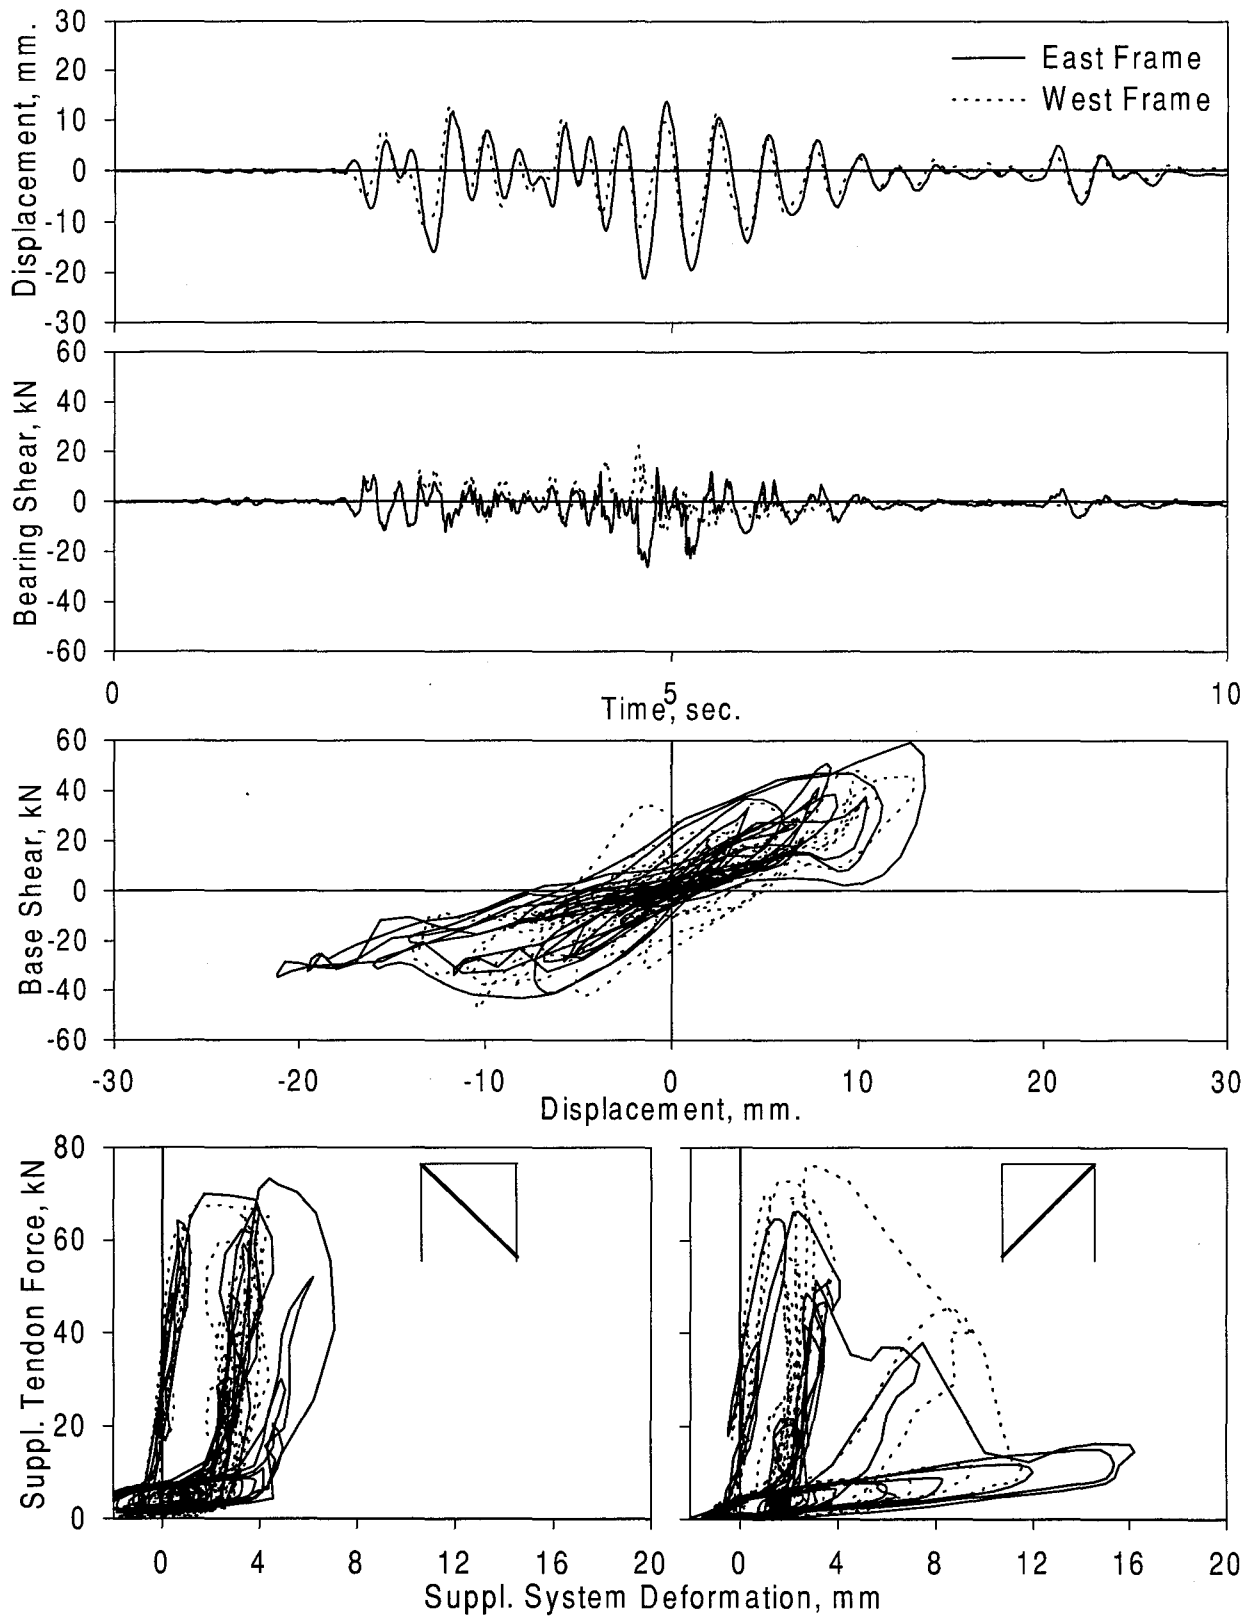 Displacement, mm.
30
20
10
0
-10
-20
-30
East Frame
West Frame
Bearing Shear, kN
60
40
20
0
-20
-40
-60
0 5 10
Time, sec.
Base Shear, kN
60
40
20
0
-20
-40
-60
-30 -20 -10 0 10 20 30
Displacement, mm.
Suppl. Tendon Force, kN
80
60
40
20
0
0 4 8 12 16 20 0 4 8 12 16 20
Suppl. System Deformation, mm